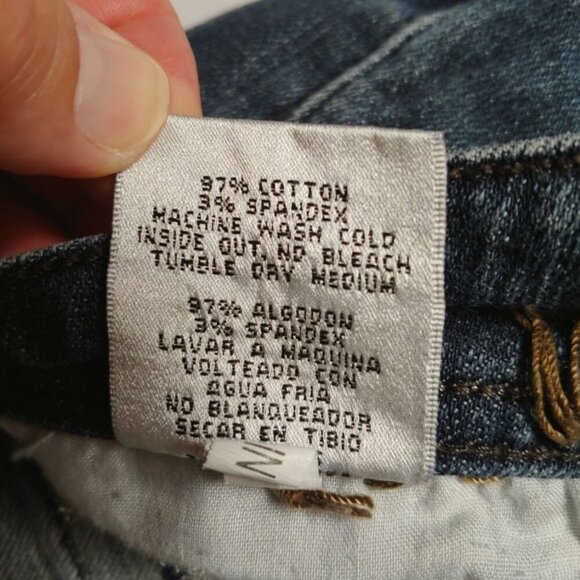 97% COTTON
3% SPANDEX
MACHINE WASH COLD
INSIDE OUT, NO BLEACH
TUMBLE DRY MEDIUM
97% ALGODON
3% SPANDEX
LAVAR A MAQUINA
VOLTEADO CON
AGUA FRIA
NO BLANQUEADOR
SECAR EN TIBIO